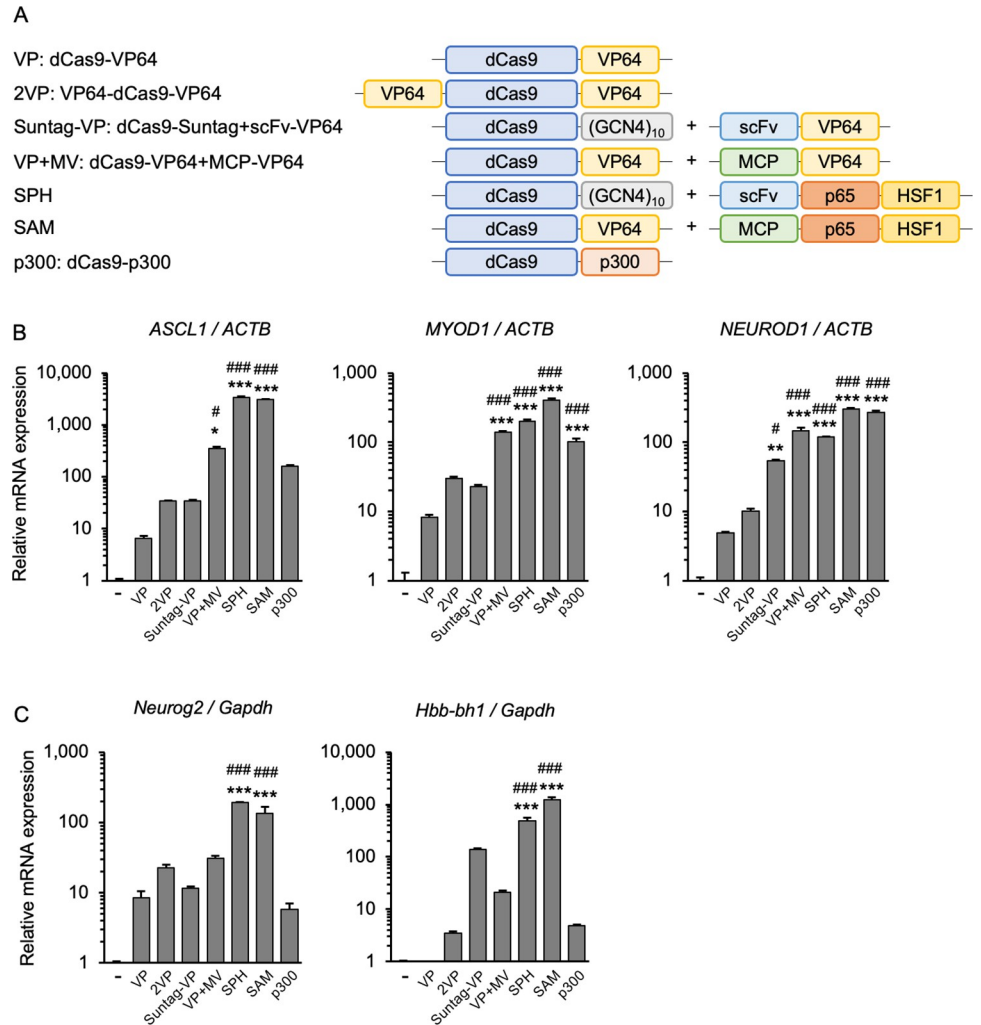 A
VP: dCas9-VP64 dCas9 VP64
2VP: VP64-dCas9-VP64 VP64 dCas9 VP64
Suntag-VP: dCas9-Suntag+scFv-VP64 dCas9 (GCN4)10 + scFv VP64
VP+MV: dCas9-VP64+MCP-VP64 dCas9 VP64 + MCP VP64
SPH dCas9 (GCN4)10 + scFv p65 HSF1
SAM dCas9 VP64 + MCP p65 HSF1
p300: dCas9-p300 dCas9 p300
B
ASCL1 / ACTB
Relative mRNA expression
10,000
1,000
100
10
1
#
*
###
***
###
***
- VP 2VP Suntag-VP VP+MV SPH SAM p300
MYOD1 / ACTB
1,000
100
10
1
###
***
###
***
###
***
###
***
- VP 2VP Suntag-VP VP+MV SPH SAM p300
NEUROD1 / ACTB
1,000
100
10
1
#
**
###
***
###
***
###
***
###
***
- VP 2VP Suntag-VP VP+MV SPH SAM p300
C
Neurog2 / Gapdh
Relative mRNA expression
1,000
100
10
1
###
***
###
***
- VP 2VP Suntag-VP VP+MV SPH SAM p300
Hbb-bh1 / Gapdh
10,000
1,000
100
10
1
###
***
###
***
- VP 2VP Suntag-VP VP+MV SPH SAM p300